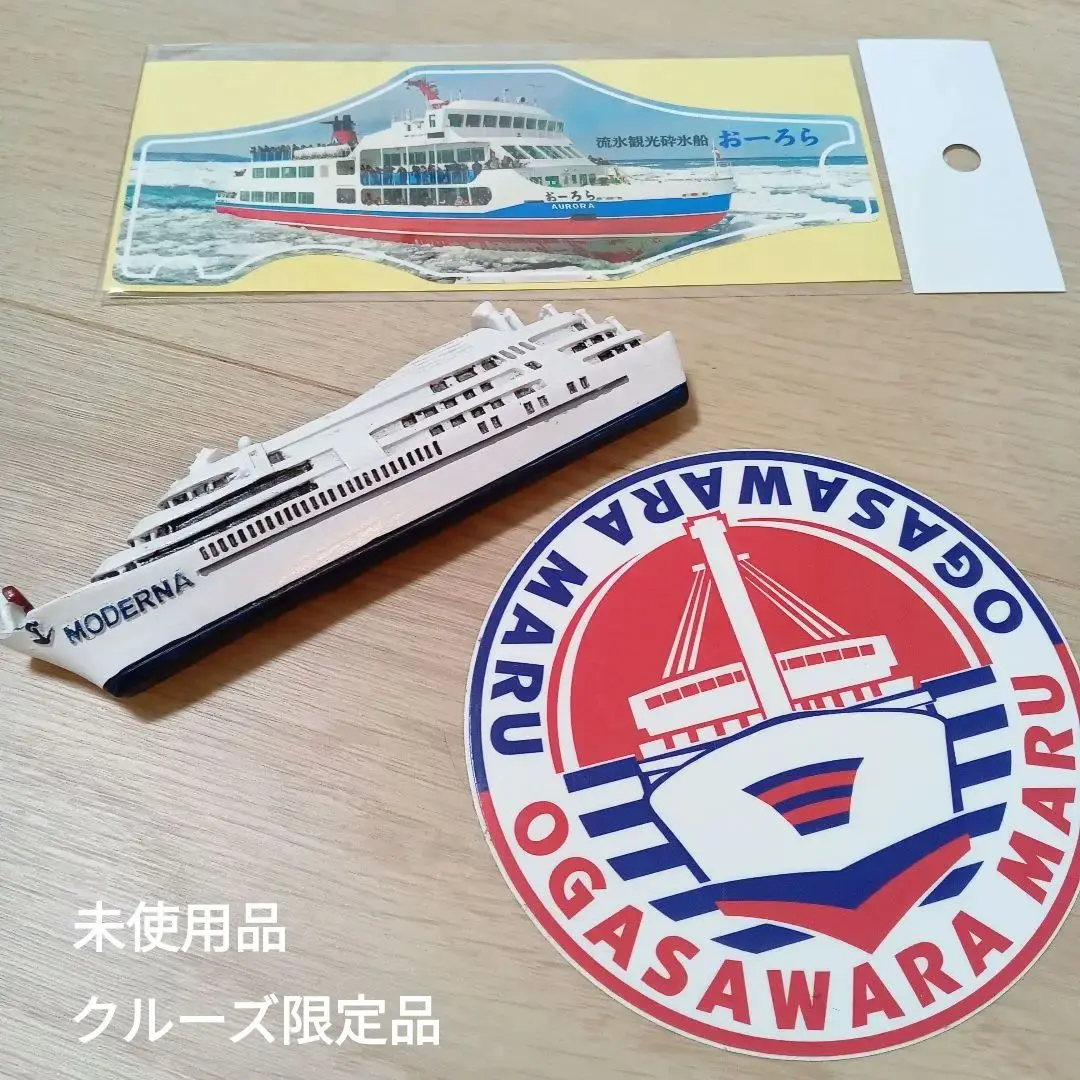 流氷観光砕氷船 おーろら
おーろら
AURORA
MODERNA
OGASAWARA MARU
OGASAWARA MARU
未使用品
クルーズ限定品